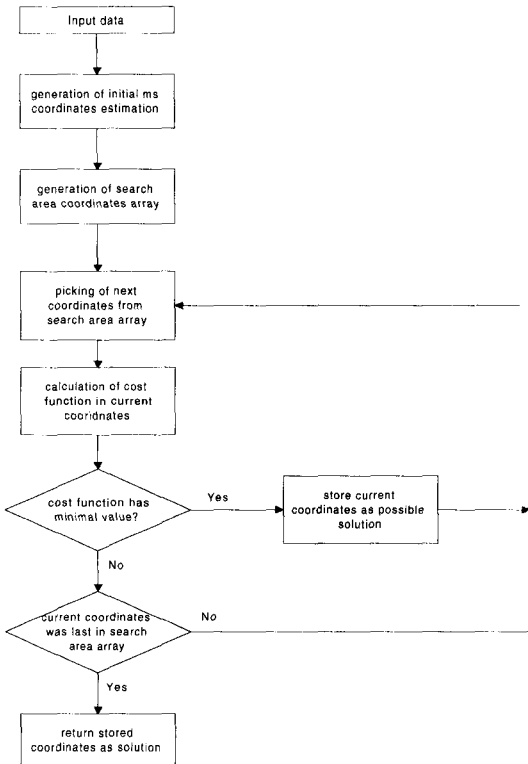 Input data
generation of initial ms
coordinates estimation
generation of search
area coordinates array
picking of next
coordinates from
search area array
calculation of cost
function in current
cooridnates
cost function has
minimal value?
Yes
store current
coordinates as possible
solution
No
current coordinates
was last in search
area array
No
Yes
return stored
coordinates as solution